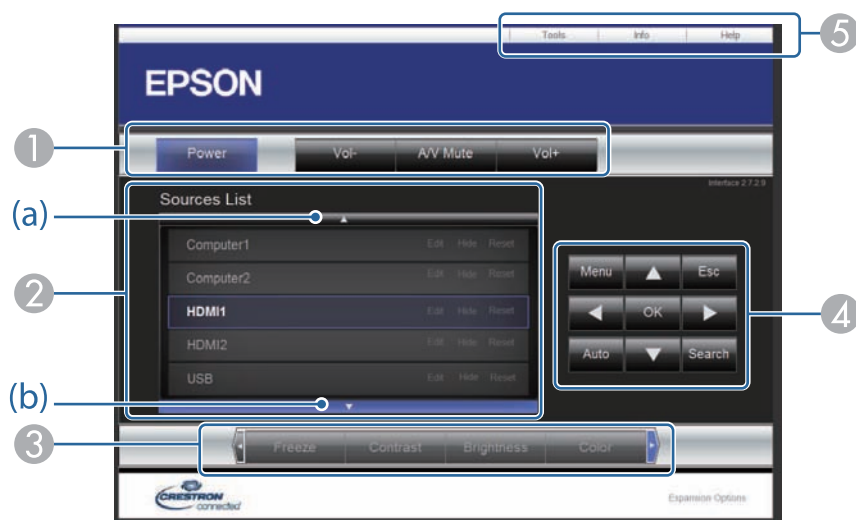 Tools Info Help
5
EPSON
1
Power Vol- A/V Mute Vol+
Interface 2.7.2.9
Sources List
(a)
Computer1 Edit Hide Reset
2
Computer2 Edit Hide Reset
HDMI1 Edit Hide Reset
HDMI2 Edit Hide Reset
USB Edit Hide Reset
(b)
Menu Esc
OK
4
Auto Search
3
Freeze Contrast Brightness Color
CRESTRON
connected
Expansion Options